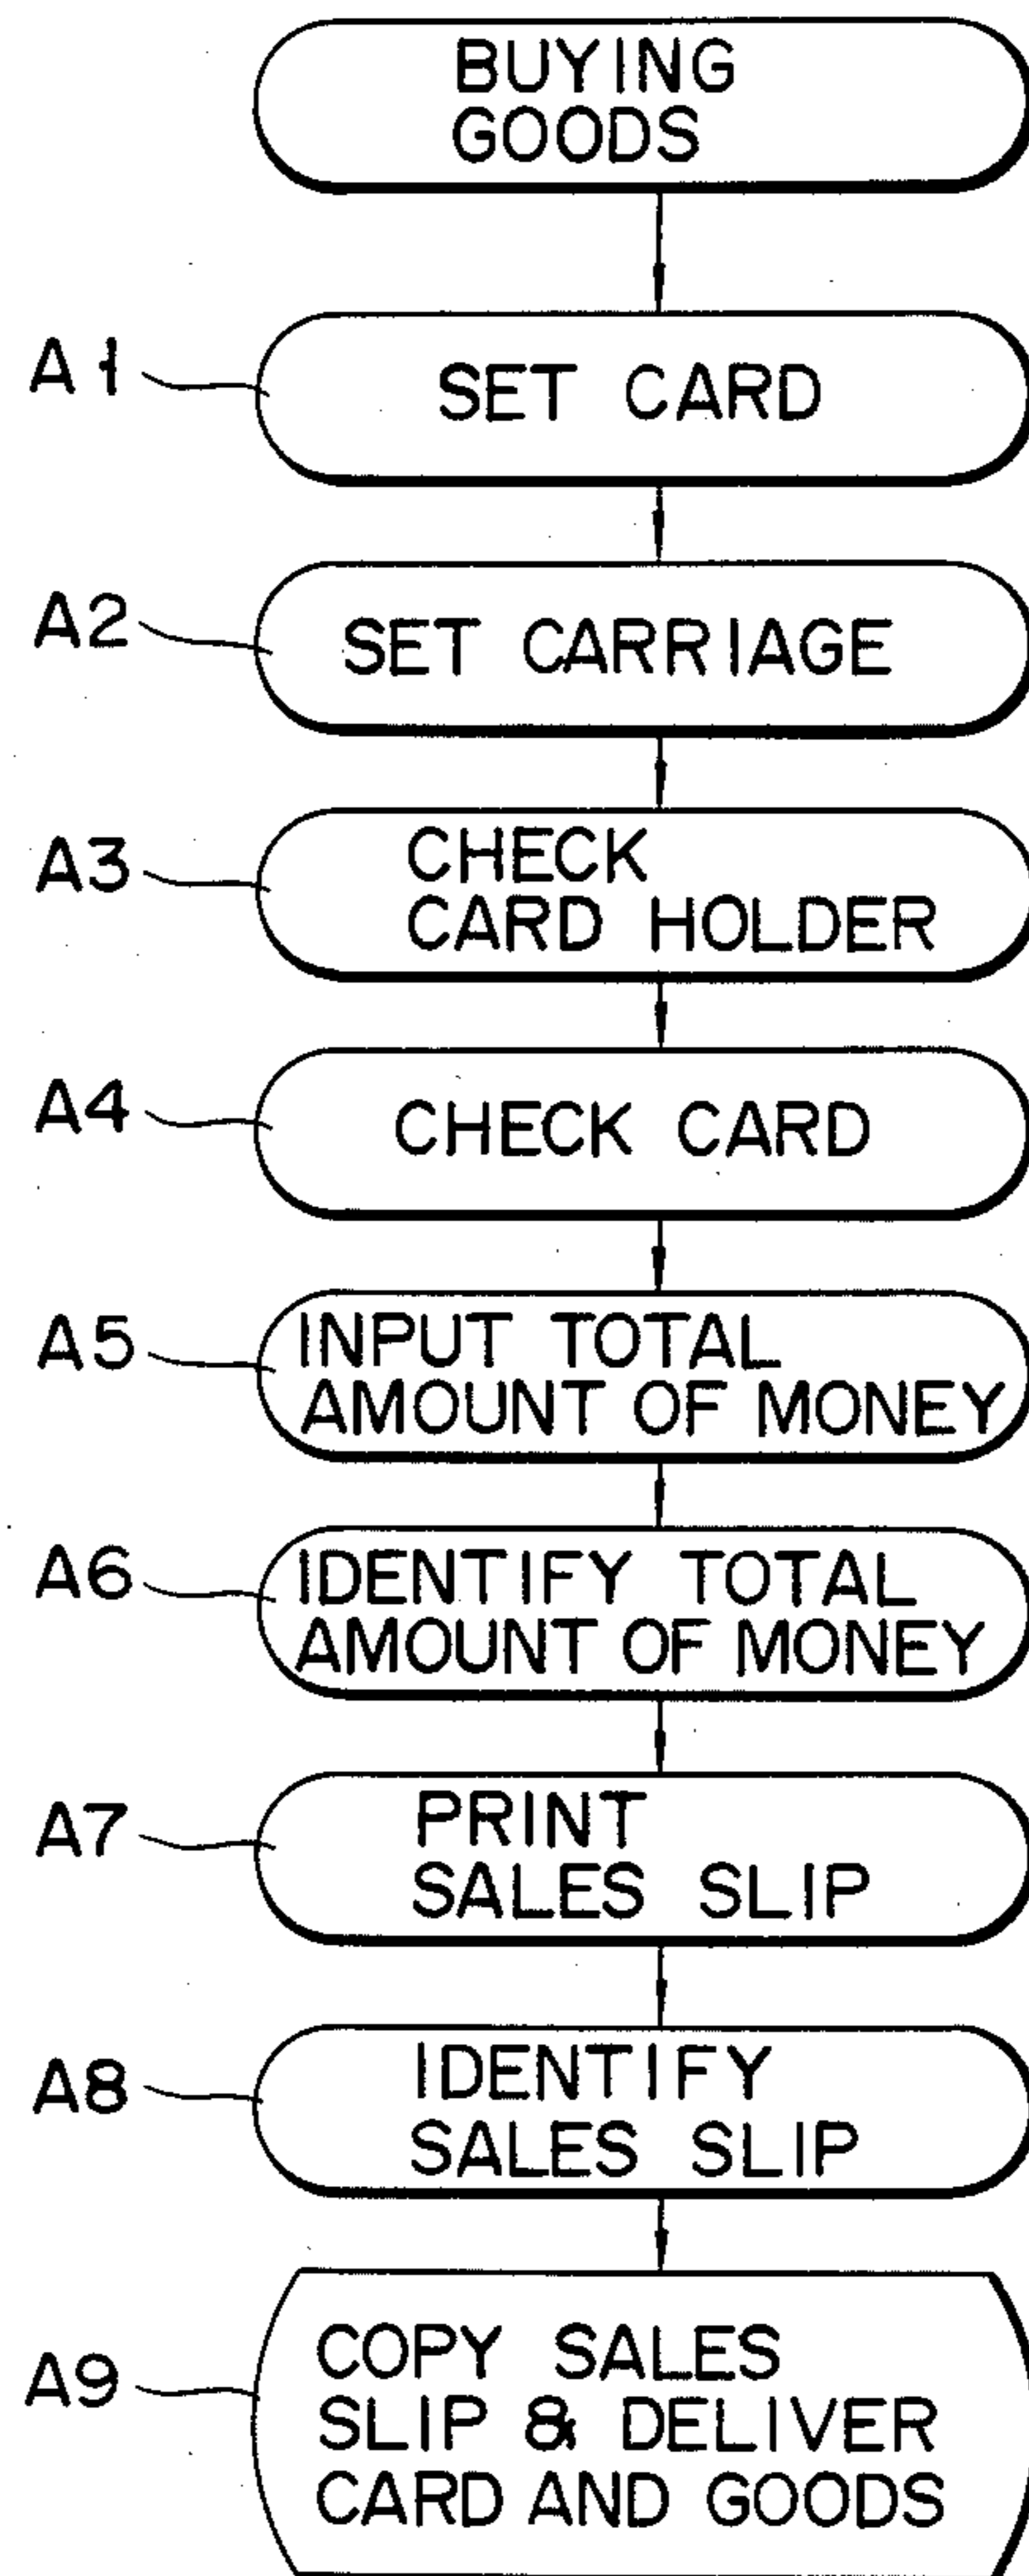 BUYING
GOODS
A1
SET CARD
A2
SET CARRIAGE
A3
CHECK
CARD HOLDER
A4
CHECK CARD
A5
INPUT TOTAL
AMOUNT OF MONEY
A6
IDENTIFY TOTAL
AMOUNT OF MONEY
A7
PRINT
SALES SLIP
A8
IDENTIFY
SALES SLIP
A9
COPY SALES
SLIP & DELIVER
CARD AND GOODS